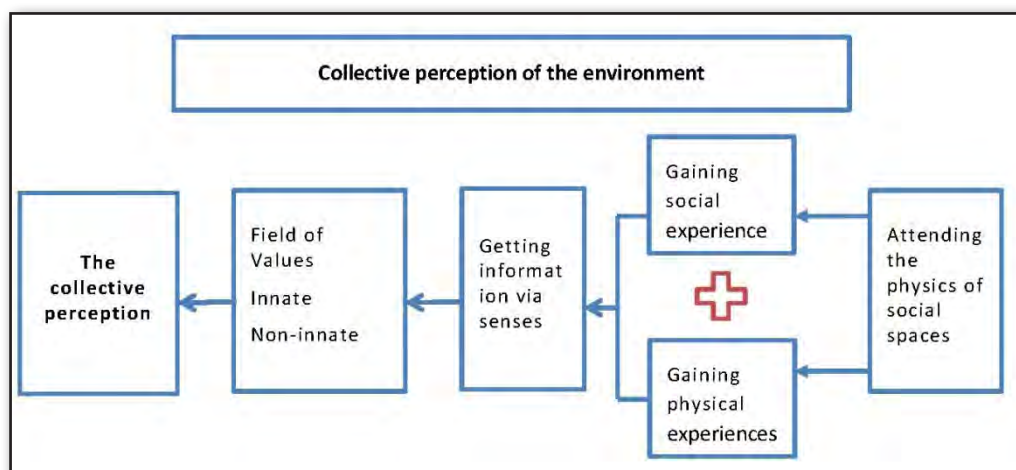 Collective perception of the environment
The
collective
perception
Field of
Values
Innate
Non-innate
Getting
informat
ion via
senses
Gaining
social
experience
Gaining
physical
experiences
Attending
the
physics of
social
spaces